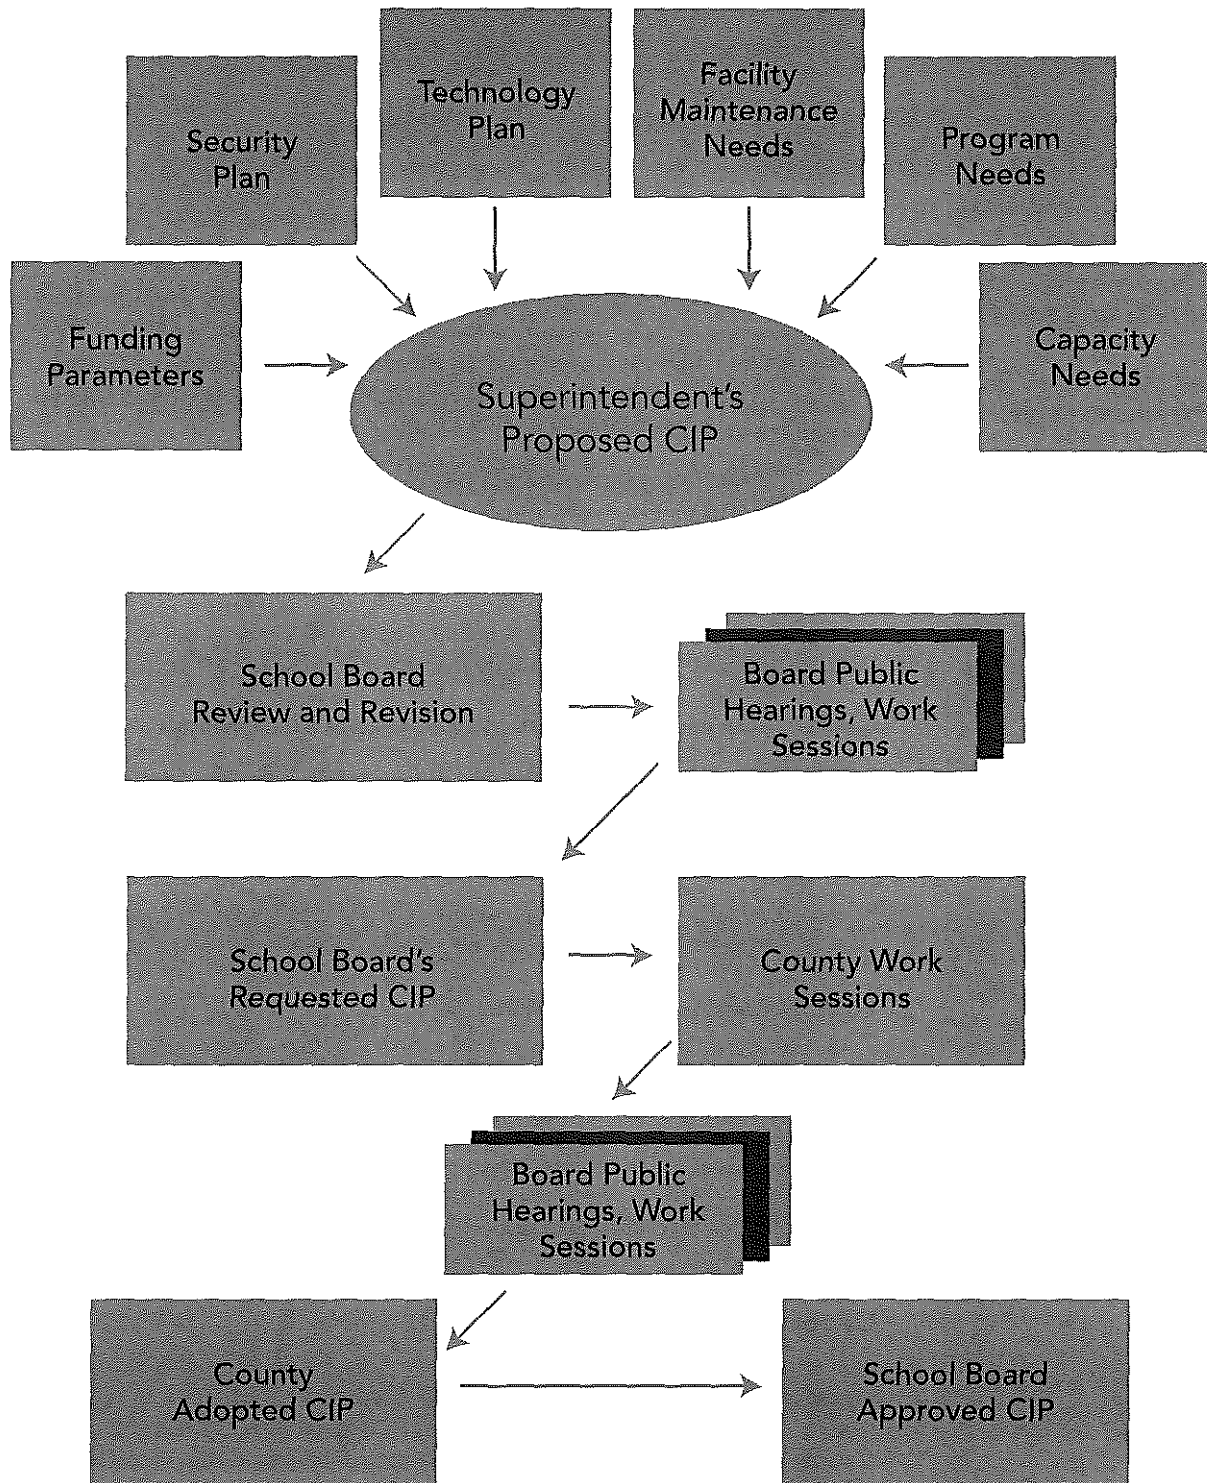 Technology
Plan
Facility
Maintenance
Needs
Security
Plan
Program
Needs
Funding
Parameters
Capacity
Needs
Superintendent's
Proposed CIP
School Board
Review and Revision
Board Public
Hearings, Work
Sessions
School Board's
Requested CIP
County Work
Sessions
Board Public
Hearings, Work
Sessions
County
Adopted CIP
School Board
Approved CIP